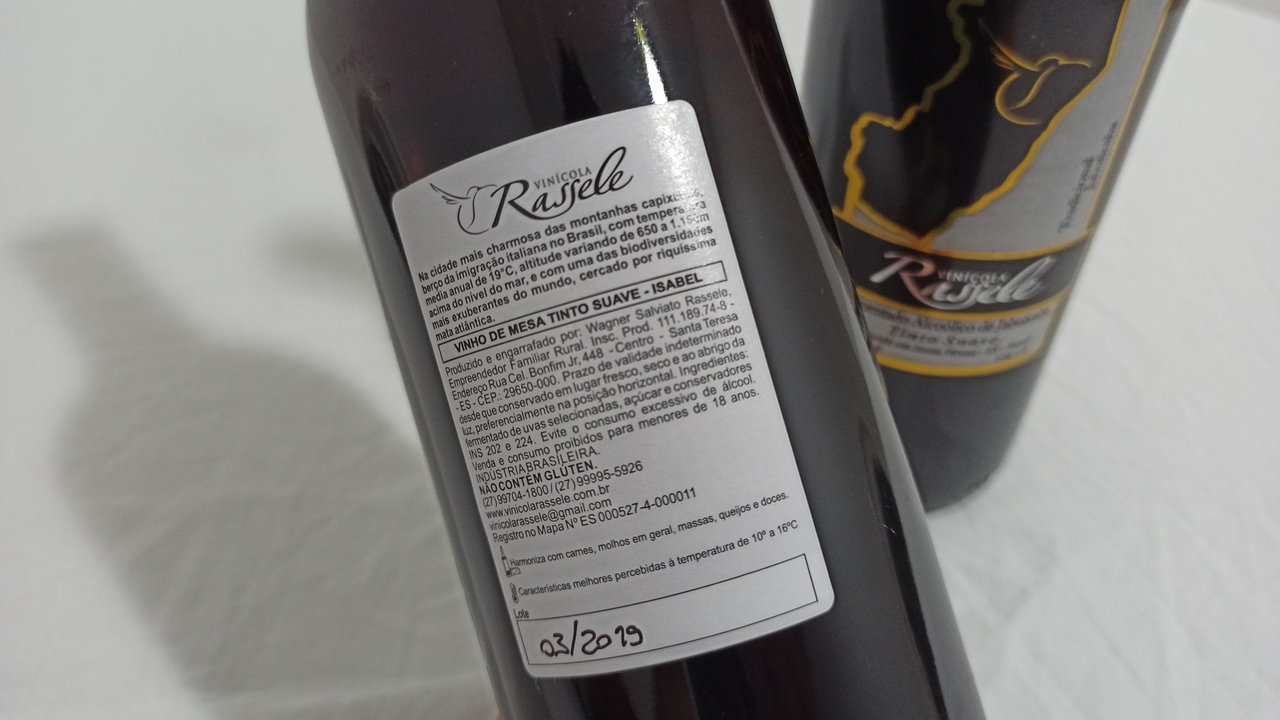 VINÍCOLA
Rassele
Na cidade mais charmosa das montanhas
berço da imigração italiana no Brasil, com temperatura
media anual de 19°C, altitude variando de 650 a
acima do nível do mar, e com uma das biodiversidades
mais exuberantes do mundo, cercado por riquíssima
mata atlântica.
VINHO DE MESA TINTO SUAVE - ISABEL
Produzido e engarrafado por: Wagner Salviato Rassele,
Empreendedor Familiar Rural. Insc. Prod. 111.189.74-8 -
Endereço Rua Cel. Bonfim Jr, 448 - Centro - Santa Teresa
- ES - CEP.: 29650-000. Prazo de validade indeterminado
desde que conservado em lugar fresco, seco e ao abrigo da
luz, preferencialmente na posição horizontal. Ingredientes:
fermentado de uvas selecionadas, açúcar e conservadores
INS 202 e 224. Evite o consumo excessivo de álcool.
Venda e consumo proibidos para menores de 18 anos.
INDÚSTRIA BRASILEIRA.
NÃO CONTÉM GLÚTEN.
(27) 99704-1800 / (27) 99995-5926
www.vinicolarassele.com.br
vinicolarassele@gmail.com
Registro no Mapa Nº ES 000527-4-000011
Harmoniza com carnes, molhos em geral, massas, queijos e doces.
Características melhores percebidas à temperatura de 10º a 16ºC
Lote
03/2019
VINÍCOLA
Rassele
Alcoólico de
Tinto Suave